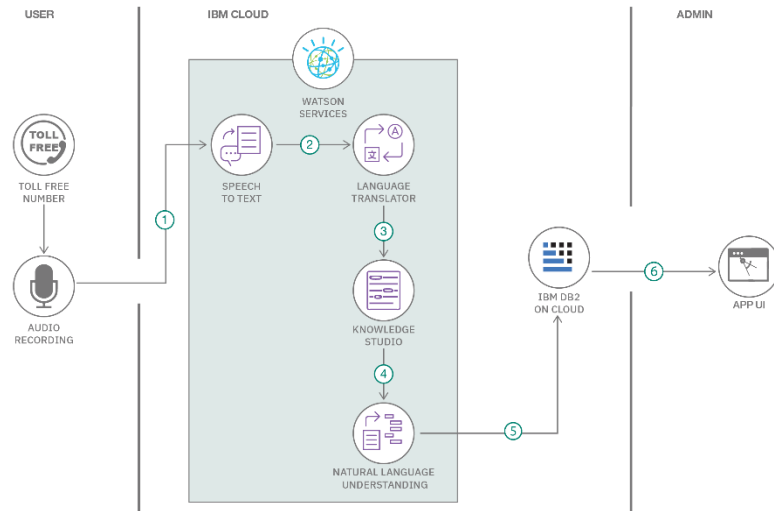 USER
IBM CLOUD
ADMIN
WATSON
SERVICES
TOLL
FREE
TOLL FREE
NUMBER
AUDIO
RECORDING
1
SPEECH
TO TEXT
2
A
文
LANGUAGE
TRANSLATOR
3
KNOWLEDGE
STUDIO
4
NATURAL LANGUAGE
UNDERSTANDING
5
IBM DB2
ON CLOUD
6
APP UI